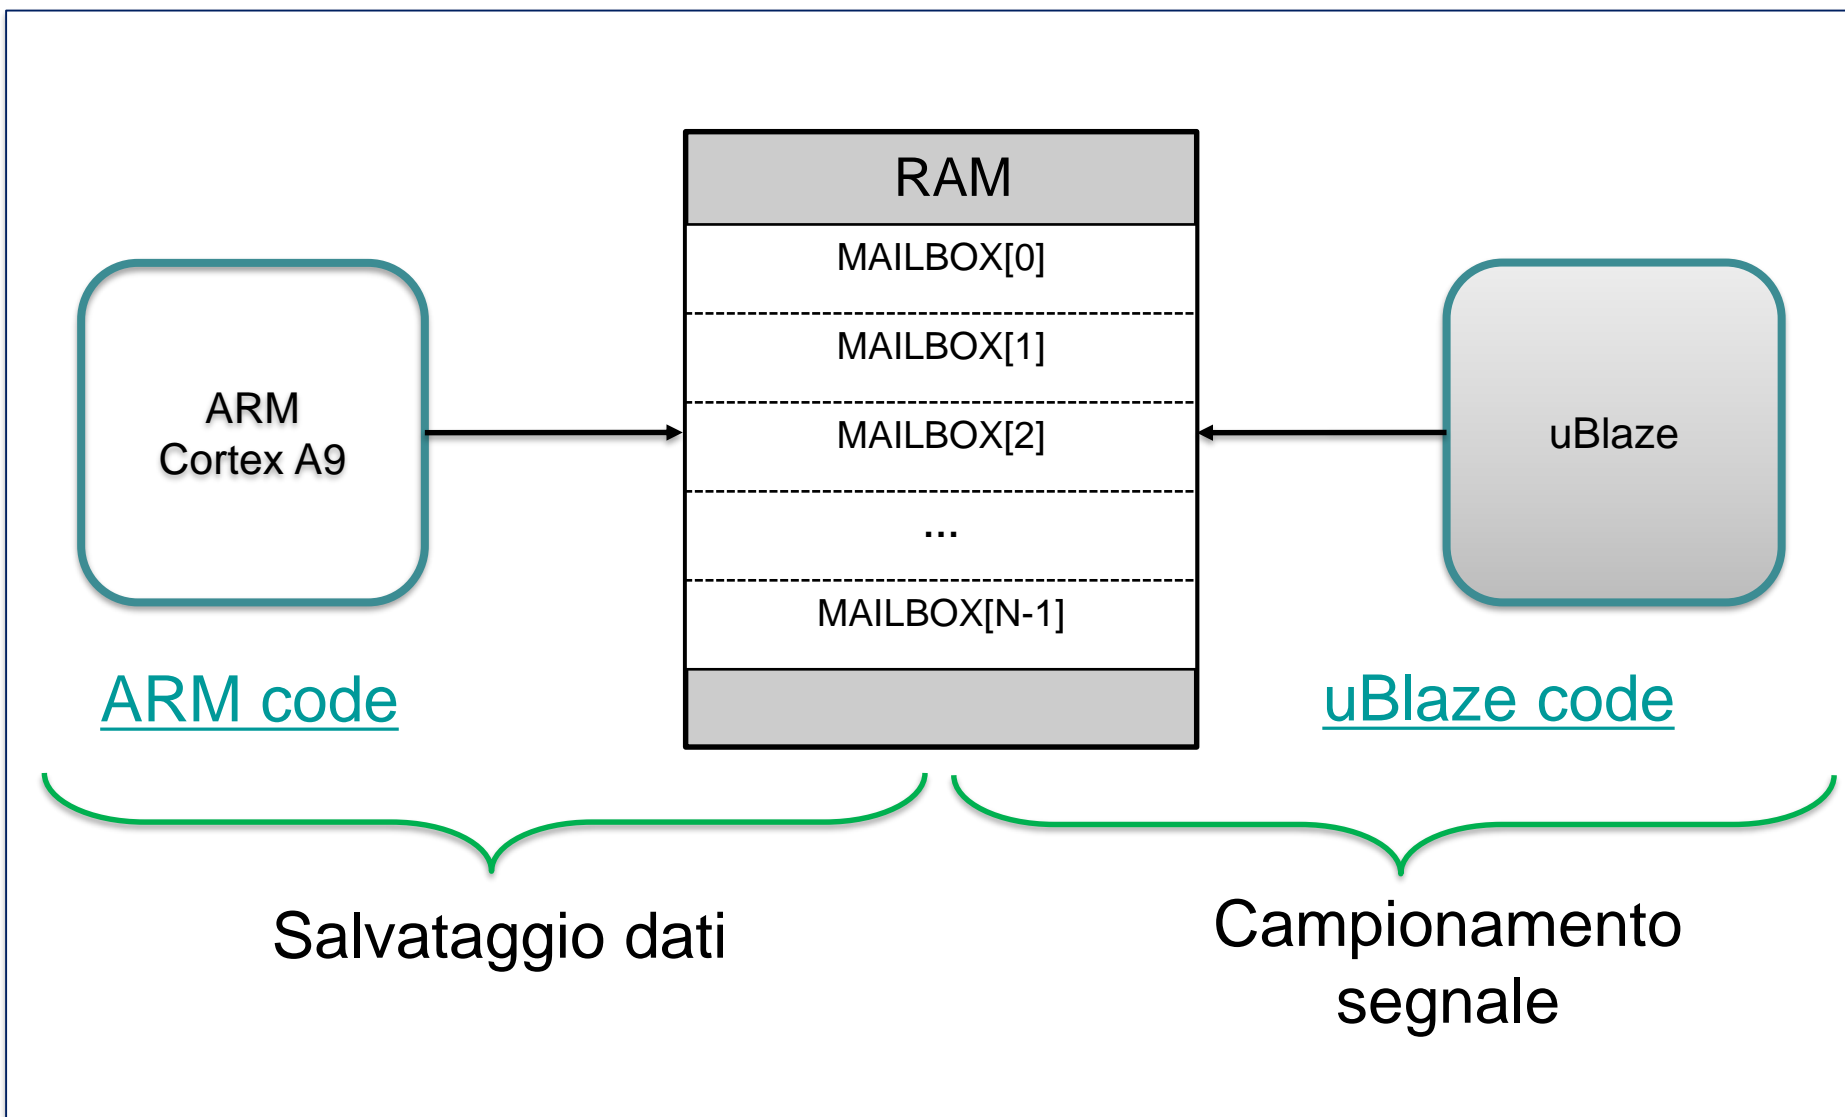 RAM
MAILBOX[0]
MAILBOX[1]
MAILBOX[2]
...
MAILBOX[N-1]
ARM
Cortex A9
uBlaze
ARM code
uBlaze code
Salvataggio dati
Campionamento
segnale